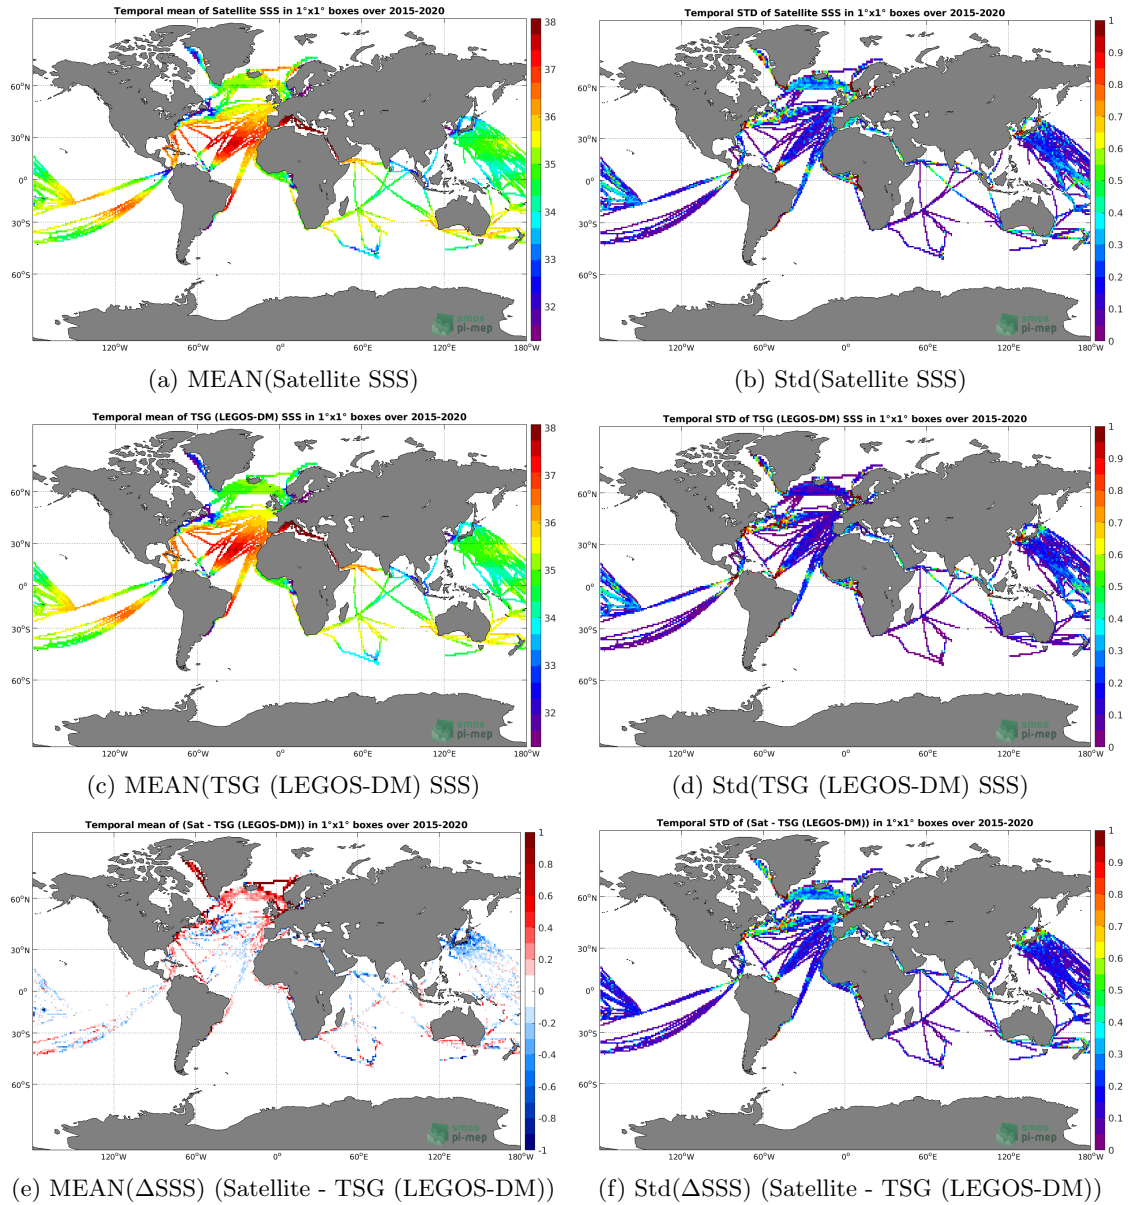 Temporal mean of Satellite SSS in 1°x1° boxes over 2015-2020
60°N
30°N
0°
30°S
60°S
120°W
60°W
0°
60°E
120°E
180°W
38
37
36
35
34
33
32
smos
pi-mep
(a) MEAN(Satellite SSS)
Temporal STD of Satellite SSS in 1°x1° boxes over 2015-2020
60°N
30°N
0°
30°S
60°S
120°W
60°W
0°
60°E
120°E
180°W
1
0.9
0.8
0.7
0.6
0.5
0.4
0.3
0.2
0.1
0
smos
pi-mep
(b) Std(Satellite SSS)
Temporal mean of TSG (LEGOS-DM) SSS in 1°x1° boxes over 2015-2020
60°N
30°N
0°
30°S
60°S
120°W
60°W
0°
60°E
120°E
180°W
38
37
36
35
34
33
32
smos
pi-mep
(c) MEAN(TSG (LEGOS-DM) SSS)
Temporal STD of TSG (LEGOS-DM) SSS in 1°x1° boxes over 2015-2020
60°N
30°N
0°
30°S
60°S
120°W
60°W
0°
60°E
120°E
180°W
1
0.9
0.8
0.7
0.6
0.5
0.4
0.3
0.2
0.1
0
smos
pi-mep
(d) Std(TSG (LEGOS-DM) SSS)
Temporal mean of (Sat - TSG (LEGOS-DM)) in 1°x1° boxes over 2015-2020
60°N
30°N
0°
30°S
60°S
120°W
60°W
0°
60°E
120°E
180°W
1
0.8
0.6
0.4
0.2
0
-0.2
-0.4
-0.6
-0.8
-1
smos
pi-mep
(e) MEAN(ΔSSS) (Satellite - TSG (LEGOS-DM))
Temporal STD of (Sat - TSG (LEGOS-DM)) in 1°x1° boxes over 2015-2020
60°N
30°N
0°
30°S
60°S
120°W
60°W
0°
60°E
120°E
180°W
1
0.9
0.8
0.7
0.6
0.5
0.4
0.3
0.2
0.1
0
smos
pi-mep
(f) Std(ΔSSS) (Satellite - TSG (LEGOS-DM))